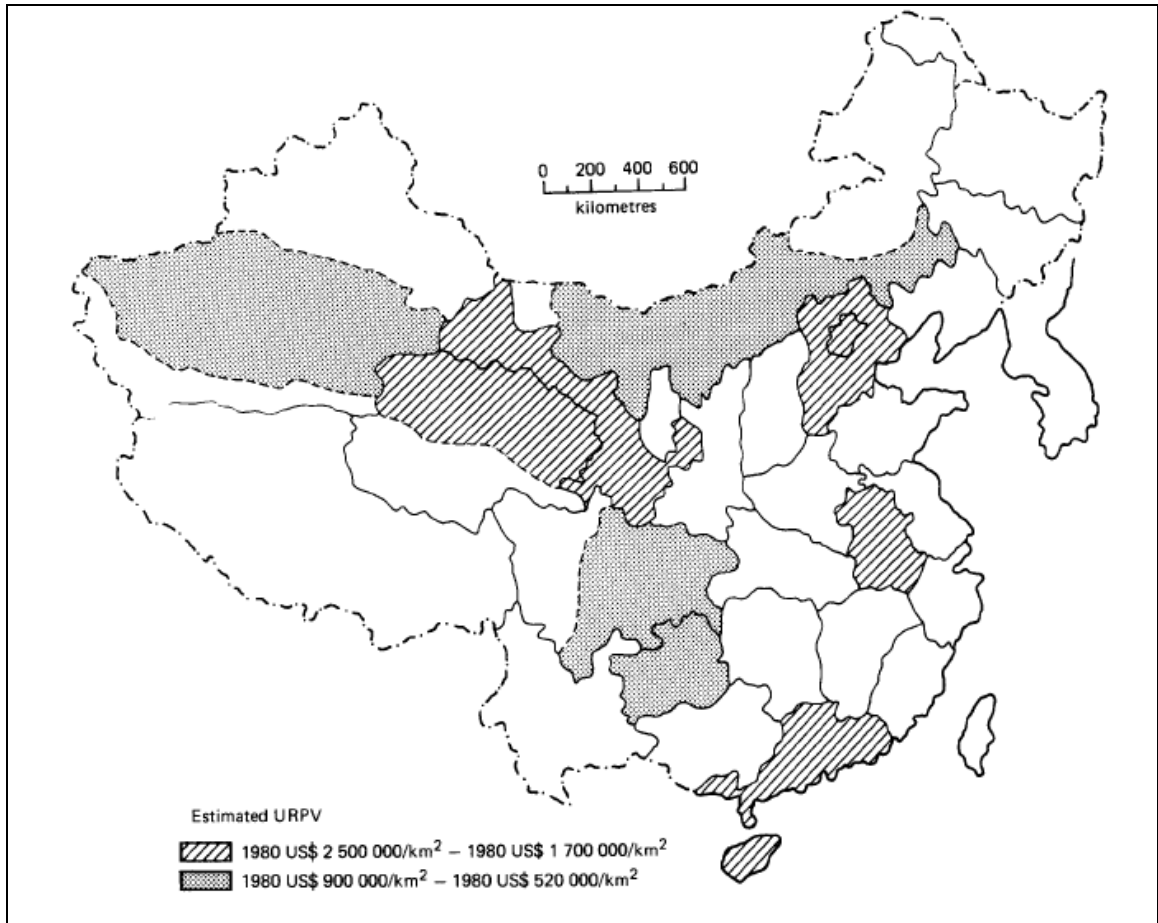 0 200 400 600
kilometres
Estimated URPV
1980 US$ 2 500 000/km² – 1980 US$ 1 700 000/km²
1980 US$ 900 000/km² – 1980 US$ 520 000/km²